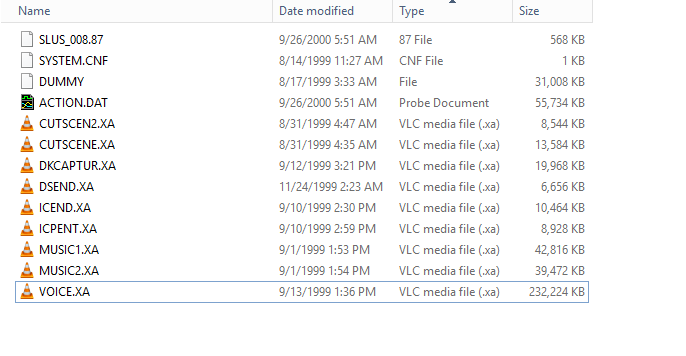 Name Date modified Type Size
SLUS_008.87 9/26/2000 5:51 AM 87 File 568 KB
SYSTEM.CNF 8/14/1999 11:27 AM CNF File 1 KB
DUMMY 8/17/1999 3:33 AM File 31,008 KB
ACTION.DAT 9/26/2000 5:51 AM Probe Document 55,734 KB
CUTSCEN2.XA 8/31/1999 4:47 AM VLC media file (.xa) 8,544 KB
CUTSCENE.XA 8/31/1999 4:35 AM VLC media file (.xa) 13,584 KB
DKCAPTUR.XA 9/12/1999 3:21 PM VLC media file (.xa) 19,968 KB
DSEND.XA 11/24/1999 2:23 AM VLC media file (.xa) 6,656 KB
ICEND.XA 9/10/1999 2:30 PM VLC media file (.xa) 10,464 KB
ICPENT.XA 9/10/1999 2:59 PM VLC media file (.xa) 8,928 KB
MUSIC1.XA 9/1/1999 1:53 PM VLC media file (.xa) 42,816 KB
MUSIC2.XA 9/1/1999 1:54 PM VLC media file (.xa) 39,472 KB
VOICE.XA 9/13/1999 1:36 PM VLC media file (.xa) 232,224 KB